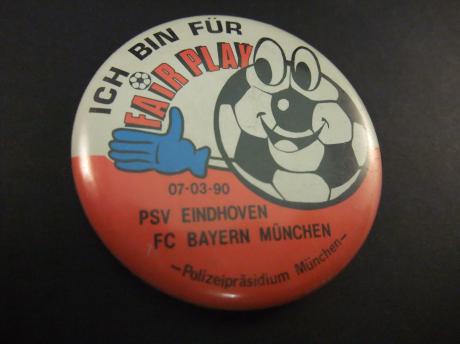 ICH BIN FÜR
FAIR PLAY
07-03-90
PSV EINDHOVEN
FC BAYERN MÜNCHEN
—Polizeipräsidium München—